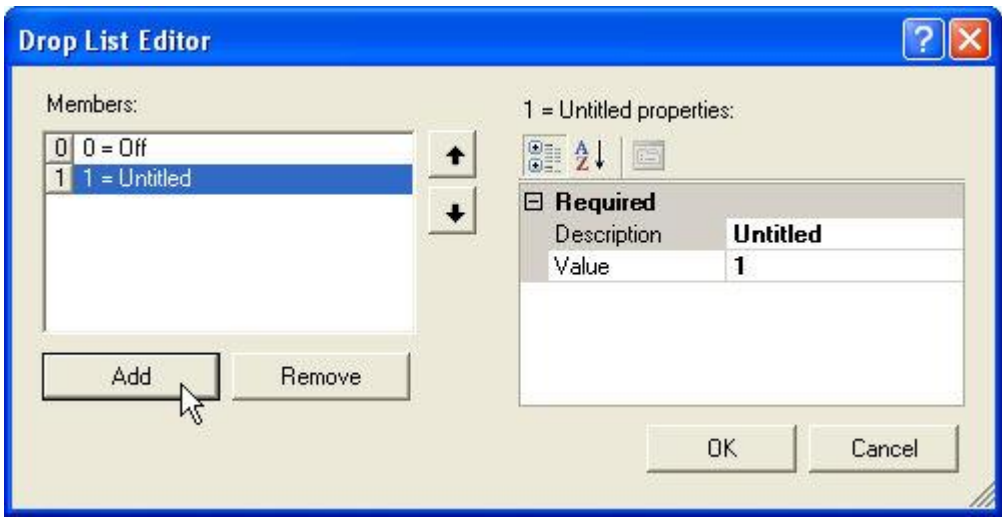 Drop List Editor
Members:
0 0 = Off
1 1 = Untitled
Add Remove
1 = Untitled properties:
A
Z
Required
Description Untitled
Value 1
OK Cancel